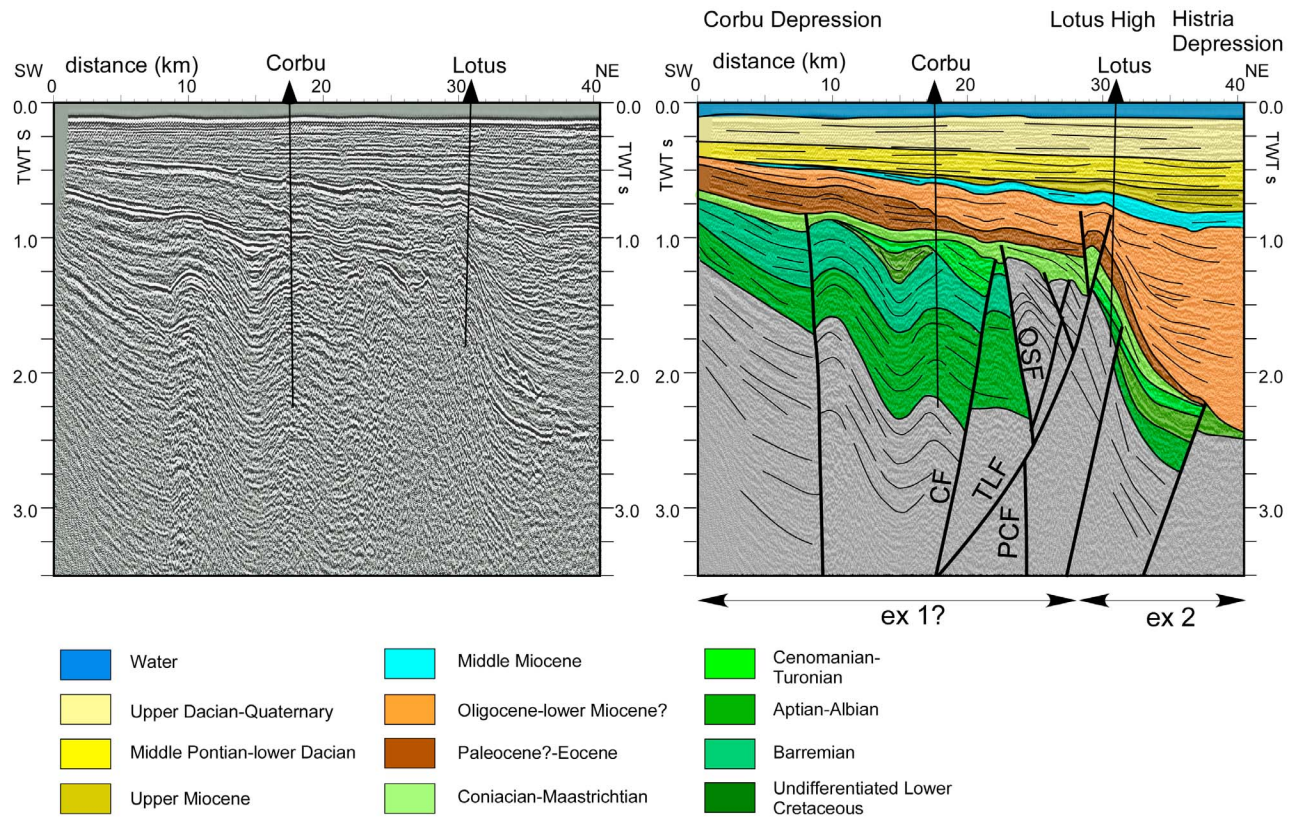 Corbu Depression
Lotus High
Histria
Depression
SW
distance (km)
Corbu
Lotus
NE
0
10
20
30
40
0.0
0.0
TWT s
TWT s
1.0
1.0
2.0
2.0
3.0
3.0
SW
distance (km)
Corbu
Lotus
NE
0
10
20
30
40
0.0
0.0
TWT s
TWT s
1.0
1.0
2.0
2.0
3.0
3.0
OSF
CF
TLF
PCF
ex 1?
ex 2
Water
Upper Dacian-Quaternary
Middle Pontian-lower Dacian
Upper Miocene
Middle Miocene
Oligocene-lower Miocene?
Paleocene?-Eocene
Coniacian-Maastrichtian
Cenomanian-
Turonian
Aptian-Albian
Barremian
Undifferentiated Lower
Cretaceous